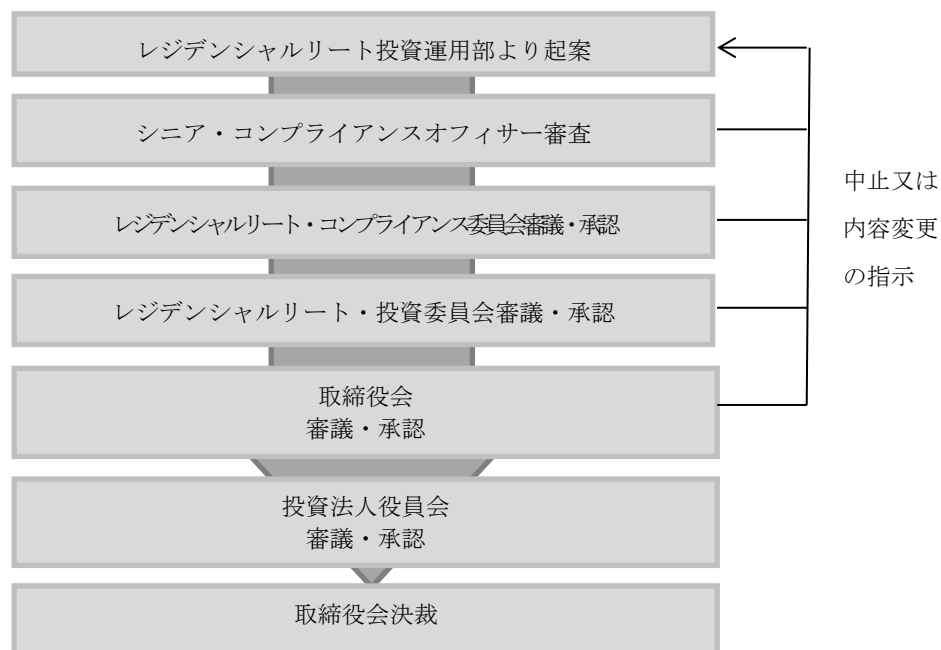 レジデンシャルリート投資運用部より起案
シニア・コンプライアンスオフィサー審査
レジデンシャルリート・コンプライアンス委員会審議・承認
レジデンシャルリート・投資委員会審議・承認
取締役会
審議・承認
投資法人役員会
審議・承認
取締役会決裁
中止又は
内容変更
の指示